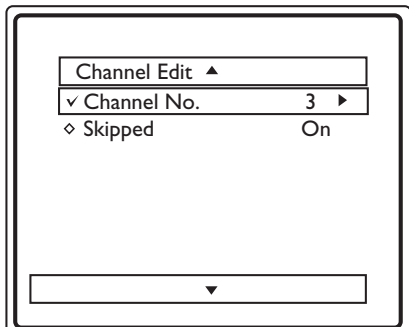 Channel Edit ▲
✓ Channel No. 3 ►
◇ Skipped On
▼